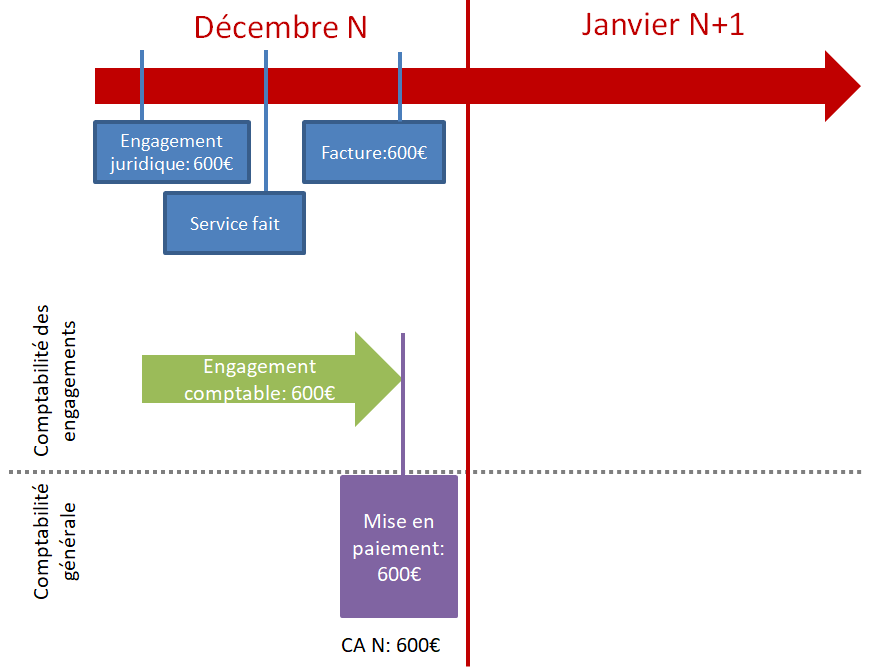 Décembre N
Janvier N+1
Engagement
juridique: 600€
Facture:600€
Service fait
Comptabilité des
engagements
Engagement
comptable: 600€
Comptabilité
générale
Mise en
paiement:
600€
CA N: 600€